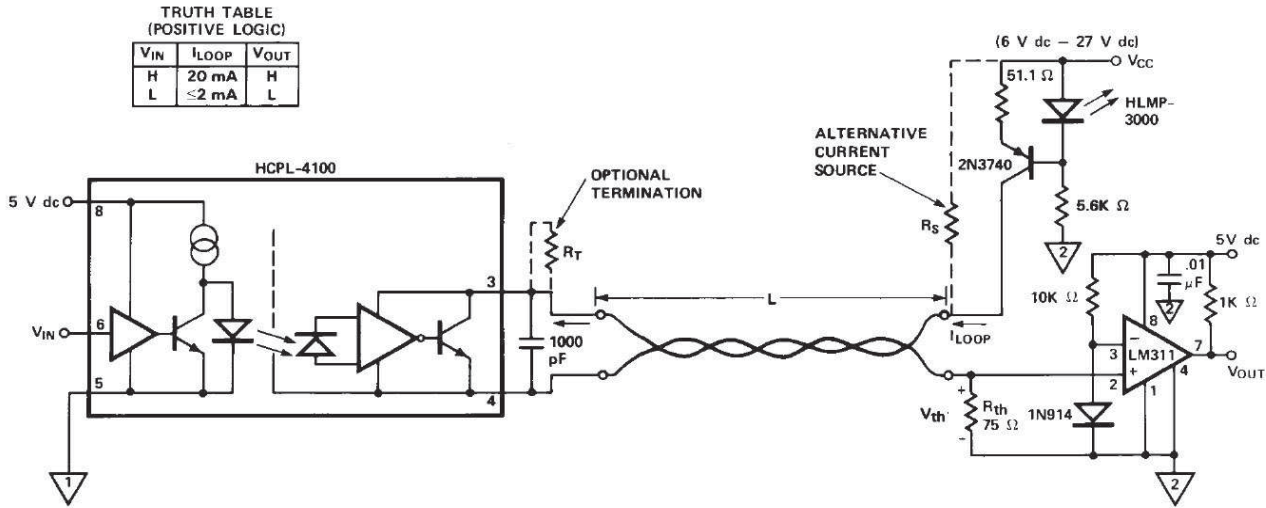 TRUTH TABLE
(POSITIVE LOGIC)
VIN ILOOP VOUT
H 20 mA H
L ≤2 mA L
(6 V dc – 27 V dc)
VCC
51.1 Ω
HLMP-
3000
2N3740
ALTERNATIVE
CURRENT
SOURCE
RS
5.6K Ω
2
HCPL-4100
OPTIONAL
TERMINATION
RT
5 V dc
8
VIN
6
5
1
3
4
1000
pF
L
ILOOP
5V dc
.01
μF
2
10K Ω
1K Ω
8
–
3
LM311
+
2
7
4
1
VOUT
Vth
+
–
Rth
75 Ω
1N914
2